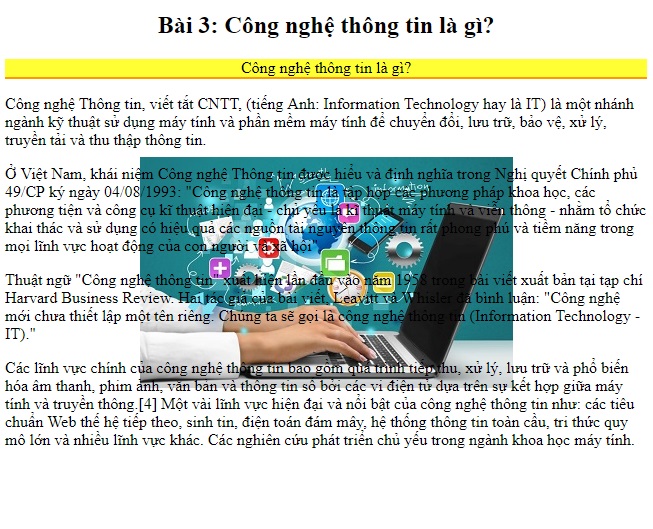 Bài 3: Công nghệ thông tin là gì?
Công nghệ thông tin là gì?
Công nghệ Thông tin, viết tắt CNTT, (tiếng Anh: Information Technology hay là IT) là một nhánh
ngành kỹ thuật sử dụng máy tính và phần mềm máy tính để chuyển đổi, lưu trữ, bảo vệ, xử lý,
truyền tải và thu thập thông tin.
Ở Việt Nam, khái niệm Công nghệ Thông tin được hiểu và định nghĩa trong Nghị quyết Chính phủ
49/CP ký ngày 04/08/1993: "Công nghệ thông tin là tập hợp các phương pháp khoa học, các
phương tiện và công cụ kĩ thuật hiện đại - chủ yếu là kĩ thuật máy tính và viễn thông - nhằm tổ chức
khai thác và sử dụng có hiệu quả các nguồn tài nguyên thông tin rất phong phú và tiềm năng trong
mọi lĩnh vực hoạt động của con người và xã hội".
Thuật ngữ "Công nghệ thông tin" xuất hiện lần đầu vào năm 1958 trong bài viết xuất bản tại tạp chí
Harvard Business Review. Hai tác giả của bài viết, Leavitt và Whisler đã bình luận: "Công nghệ
mới chưa thiết lập một tên riêng. Chúng ta sẽ gọi là công nghệ thông tin (Information Technology -
IT)."
Các lĩnh vực chính của công nghệ thông tin bao gồm quá trình tiếp thu, xử lý, lưu trữ và phổ biến
hóa âm thanh, phim ảnh, văn bản và thông tin số bởi các vi điện tử dựa trên sự kết hợp giữa máy
tính và truyền thông.[4] Một vài lĩnh vực hiện đại và nổi bật của công nghệ thông tin như: các tiêu
chuẩn Web thế hệ tiếp theo, sinh tin, điện toán đám mây, hệ thống thông tin toàn cầu, tri thức quy
mô lớn và nhiều lĩnh vực khác. Các nghiên cứu phát triển chủ yếu trong ngành khoa học máy tính.